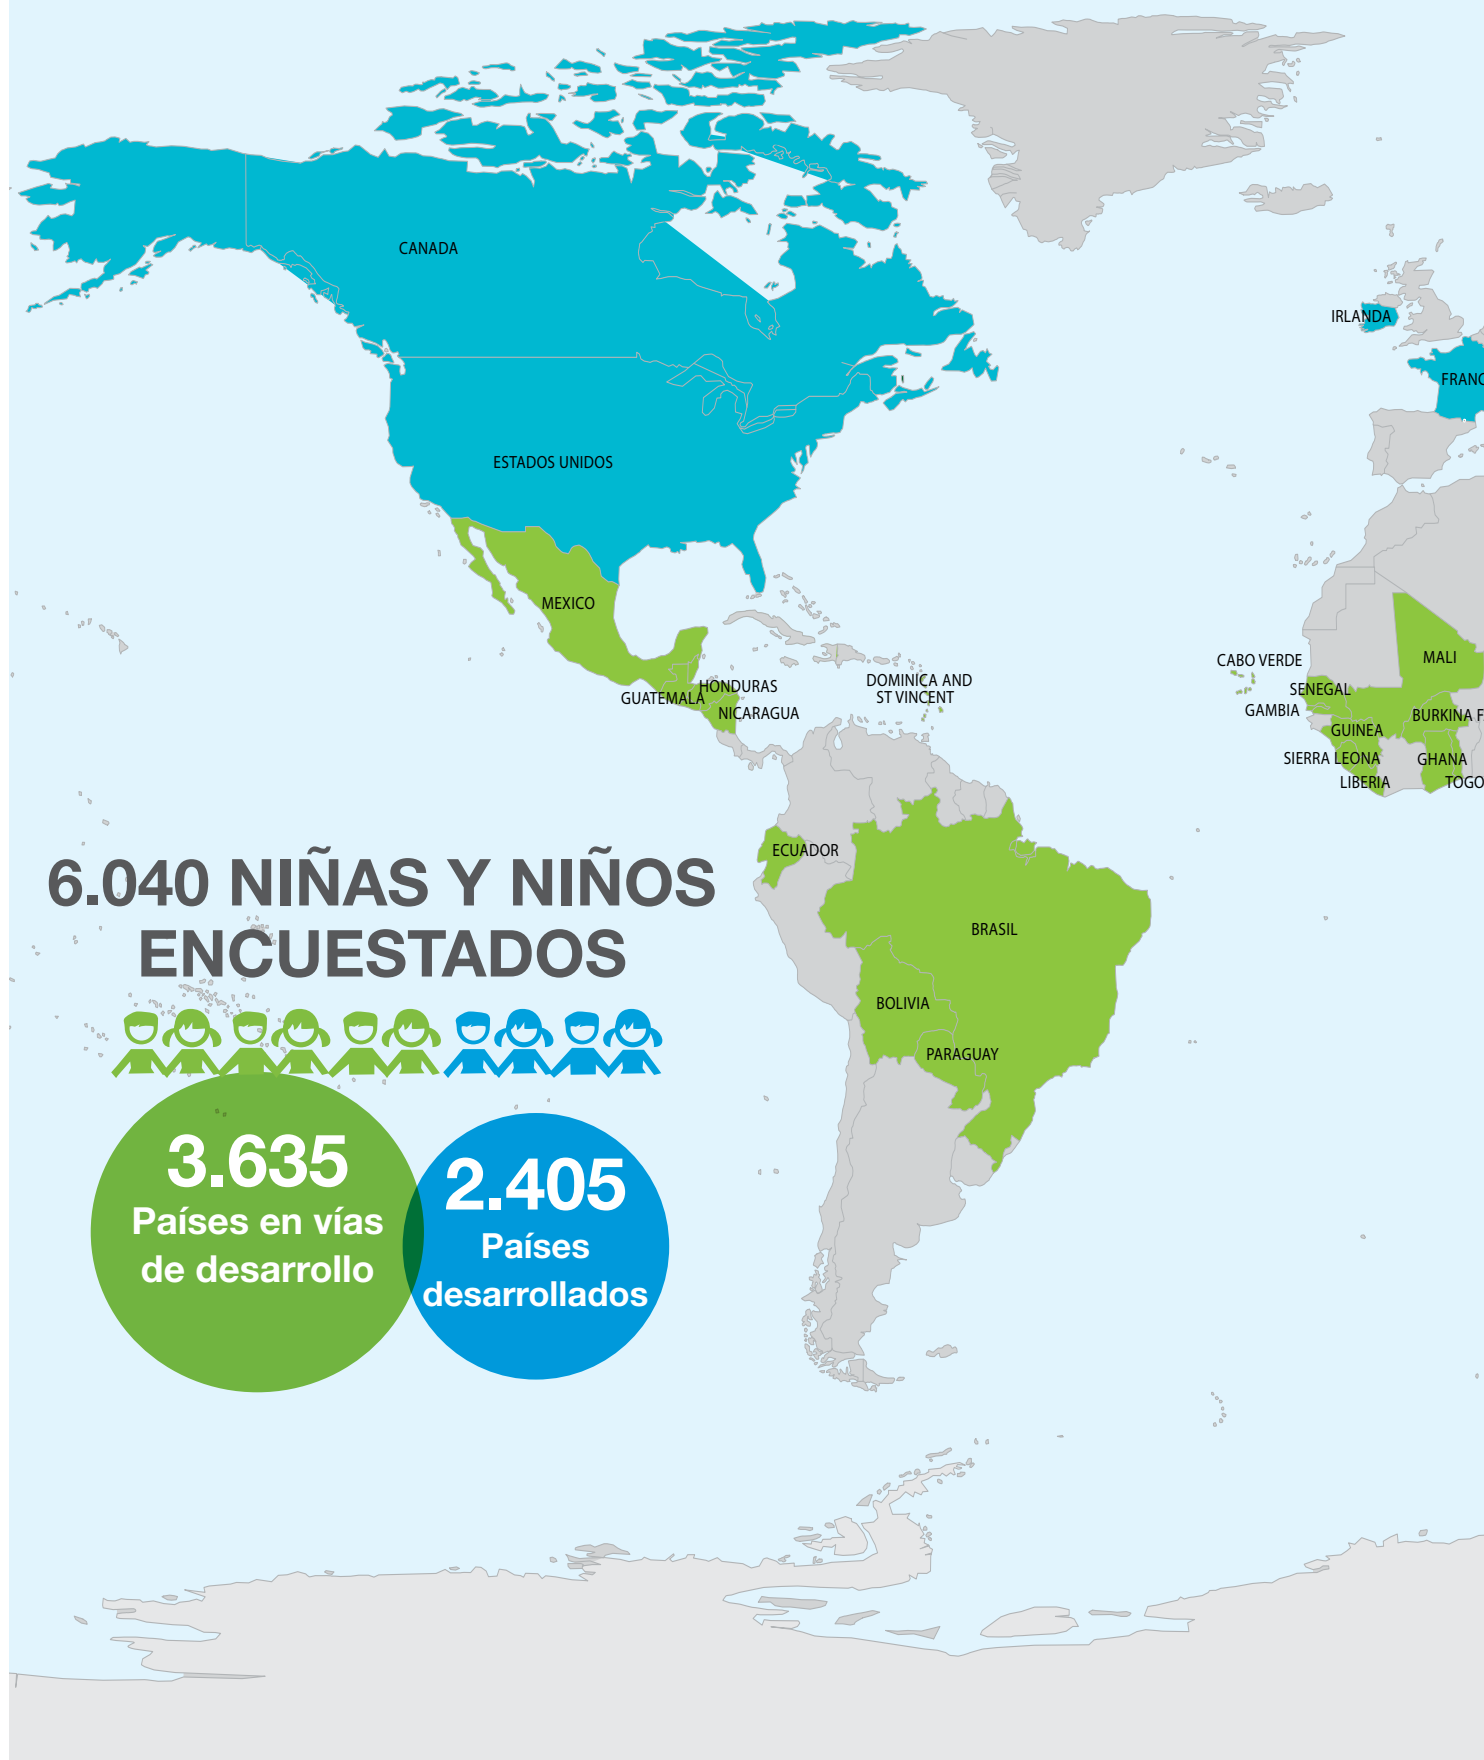 CANADA
IRLANDA
FRANC
ESTADOS UNIDOS
MEXICO
MALI
CABO VERDE
DOMINICA AND
ST VINCENT
HONDURAS
SENEGAL
GUATEMALA
GAMBIA
NICARAGUA
BURKINA F
GUINEA
SIERRA LEONA
GHANA
LIBERIA
TOGO
ECUADOR
6.040 NIÑAS Y NIÑOS
ENCUESTADOS
BRASIL
BOLIVIA
PARAGUAY
3.635
Países en vías
de desarrollo
2.405
Países
desarrollados